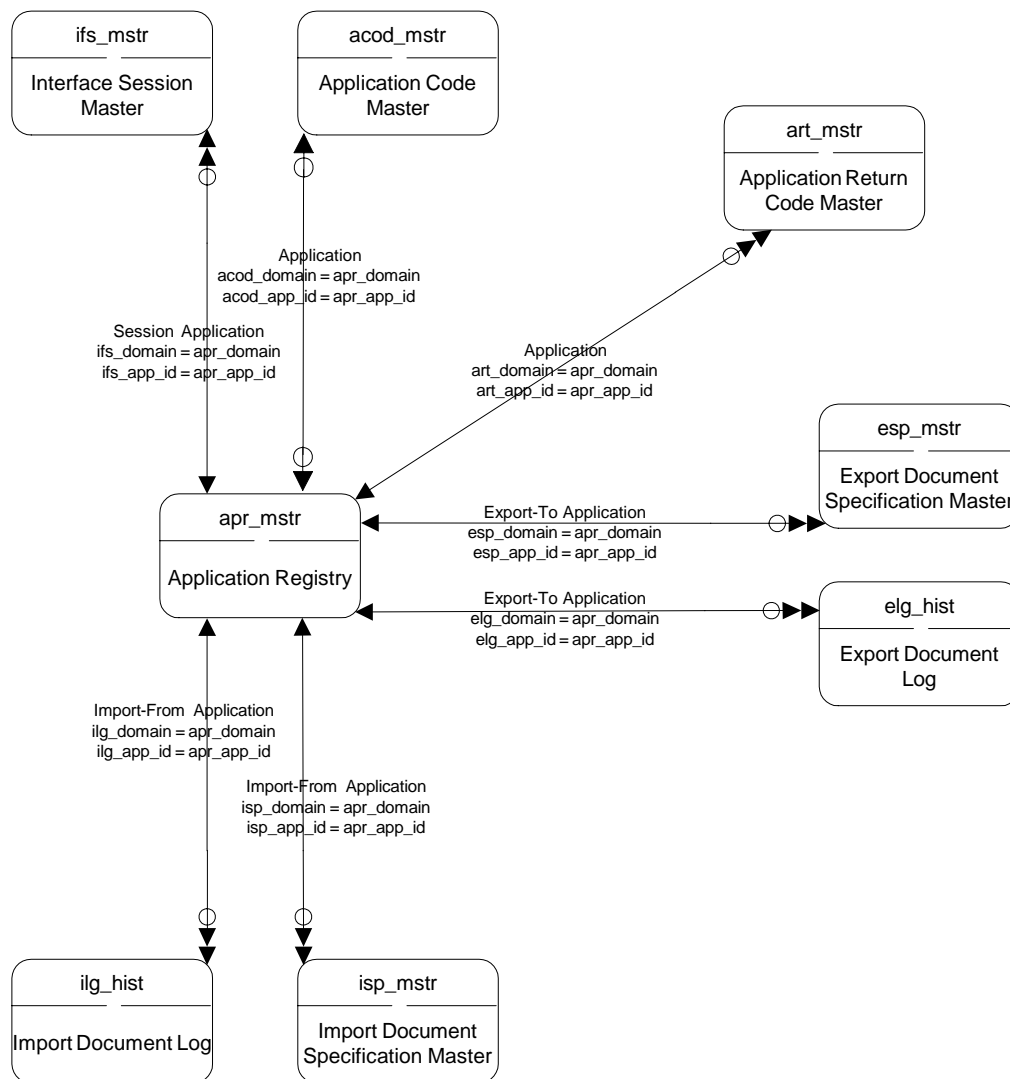 ifs_mstr
Interface Session
Master
acod_mstr
Application Code
Master
art_mstr
Application Return
Code Master
Application
acod_domain = apr_domain
acod_app_id = apr_app_id
Session Application
ifs_domain = apr_domain
ifs_app_id = apr_app_id
Application
art_domain = apr_domain
art_app_id = apr_app_id
esp_mstr
Export Document
Specification Master
apr_mstr
Application Registry
Export-To Application
esp_domain = apr_domain
esp_app_id = apr_app_id
Export-To Application
elg_domain = apr_domain
elg_app_id = apr_app_id
elg_hist
Export Document
Log
Import-From Application
ilg_domain = apr_domain
ilg_app_id = apr_app_id
Import-From Application
isp_domain = apr_domain
isp_app_id = apr_app_id
ilg_hist
Import Document Log
isp_mstr
Import Document
Specification Master